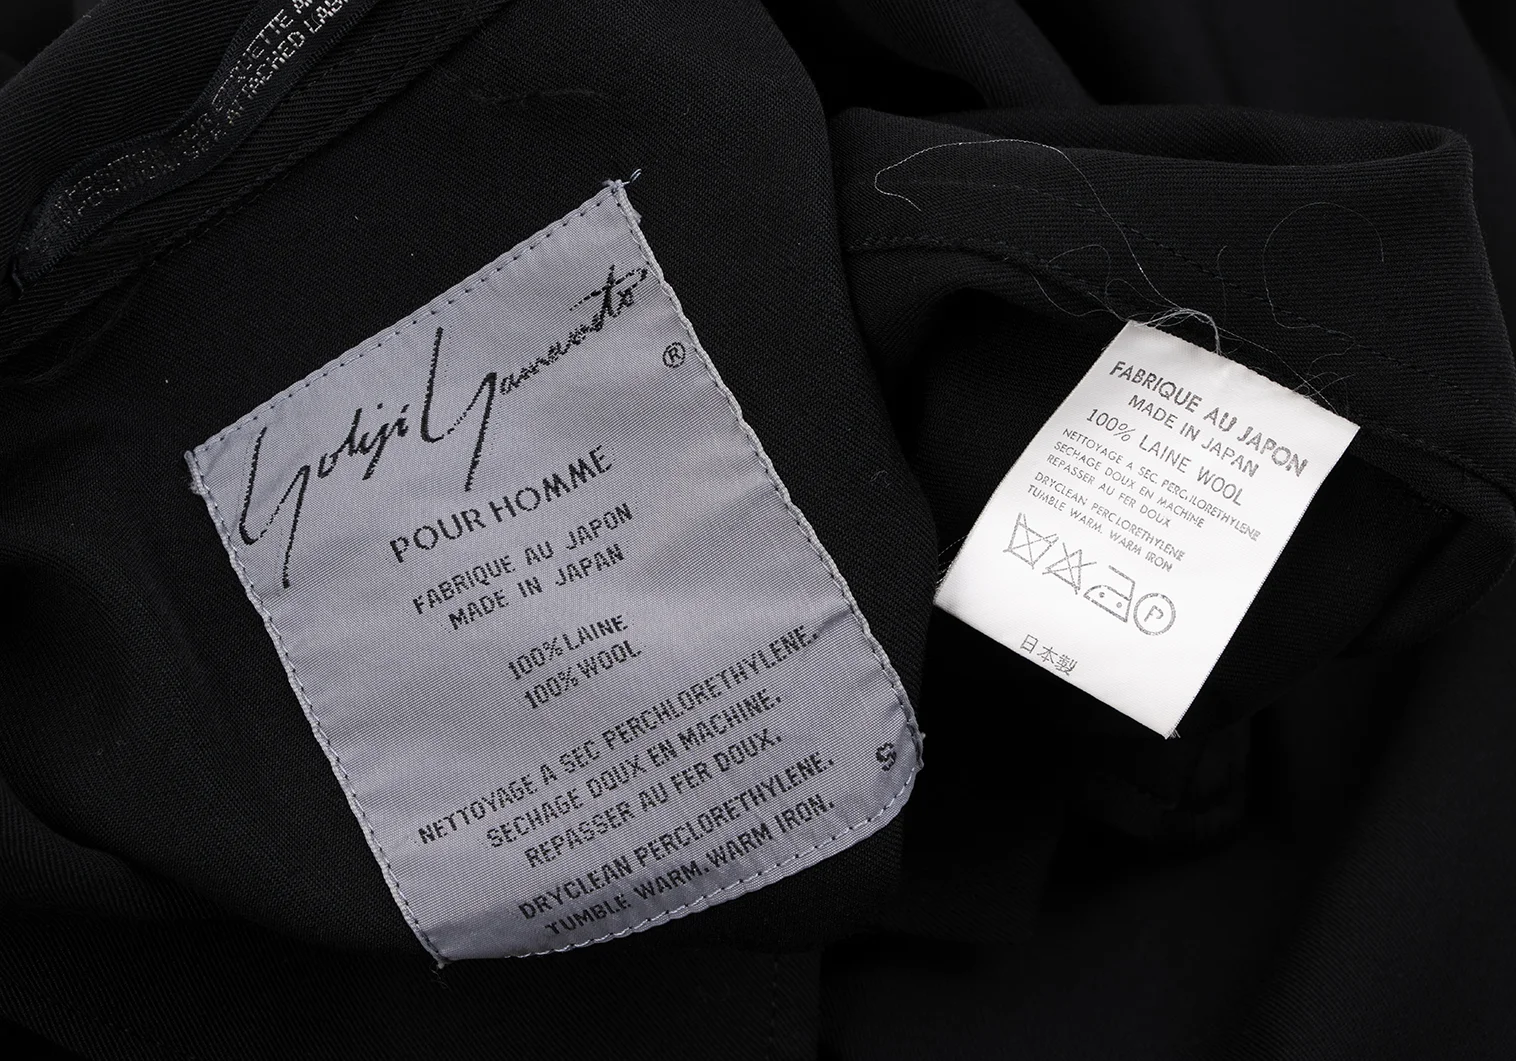 ATTACHED LAB
Yohji Yamamoto
®
POUR HOMME
FABRIQUE AU JAPON
MADE IN JAPAN
100% LAINE
100% WOOL
NETTOYAGE A SEC PERCHLORETHYLENE.
SECHAGE DOUX EN MACHINE.
REPASSER AU FER DOUX.
DRYCLEAN PERCLORETHYLENE.
TUMBLE WARM. WARM IRON.
S
FABRIQUE AU JAPON
MADE IN JAPAN
100% LAINE WOOL
NETTOYAGE A SEC. PERCHLORETHYLENE
SECHAGE DOUX EN MACHINE
REPASSER AU FER DOUX
DRYCLEAN PERCLORETHYLENE
TUMBLE WARM. WARM IRON
P
日本製